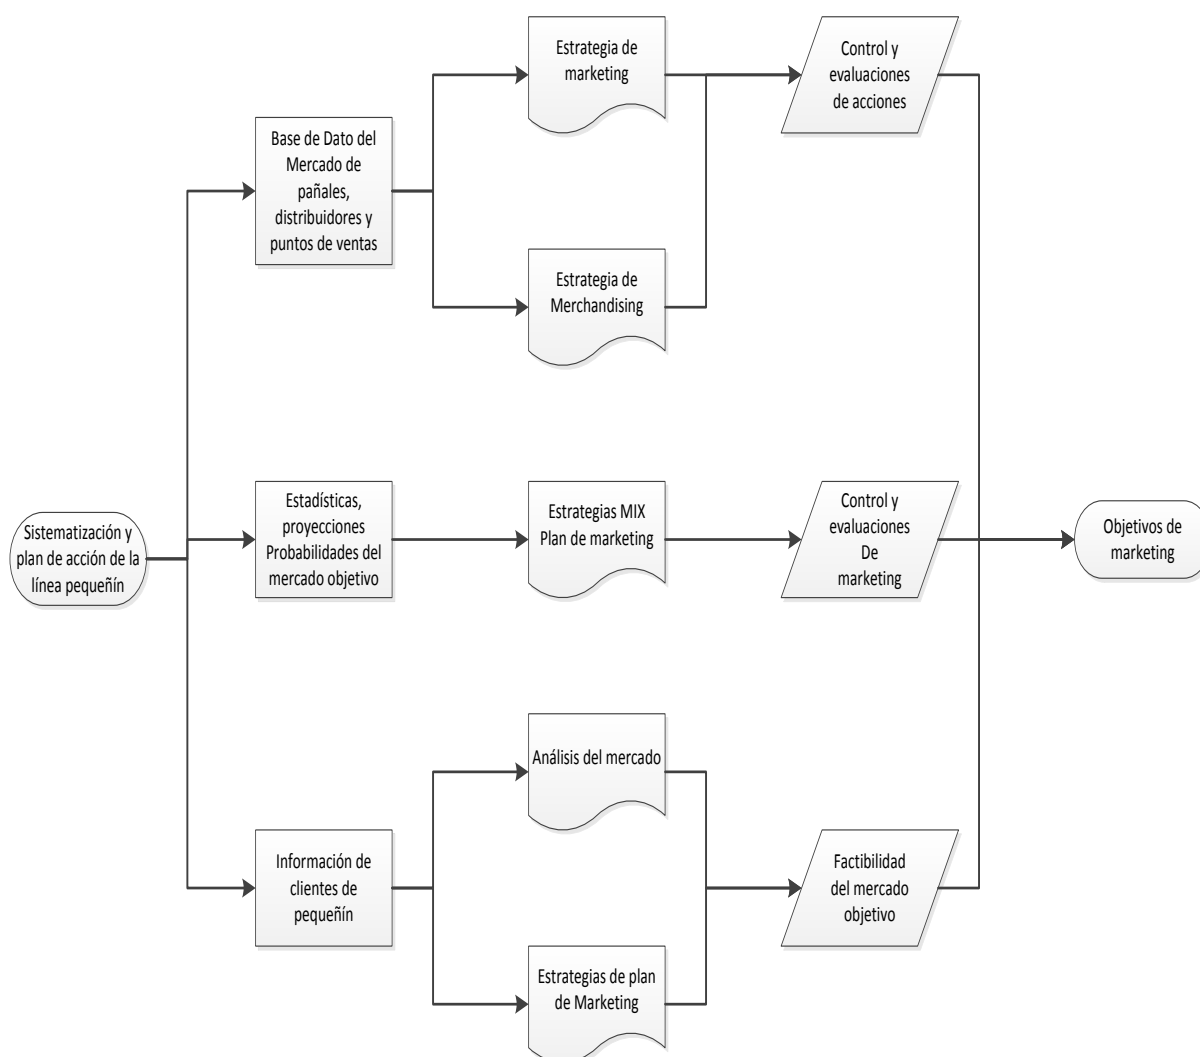 Estrategia de
marketing
Control y
evaluaciones
de acciones
Base de Dato del
Mercado de
pañales,
distribuidores y
puntos de ventas
Estrategia de
Merchandising
Sistematización y
plan de acción de la
línea pequeñín
Estadísticas,
proyecciones
Probabilidades del
mercado objetivo
Estrategias MIX
Plan de marketing
Control y
evaluaciones
De
marketing
Objetivos de
marketing
Análisis del mercado
Información de
clientes de
pequeñín
Factibilidad
del mercado
objetivo
Estrategias de plan
de Marketing